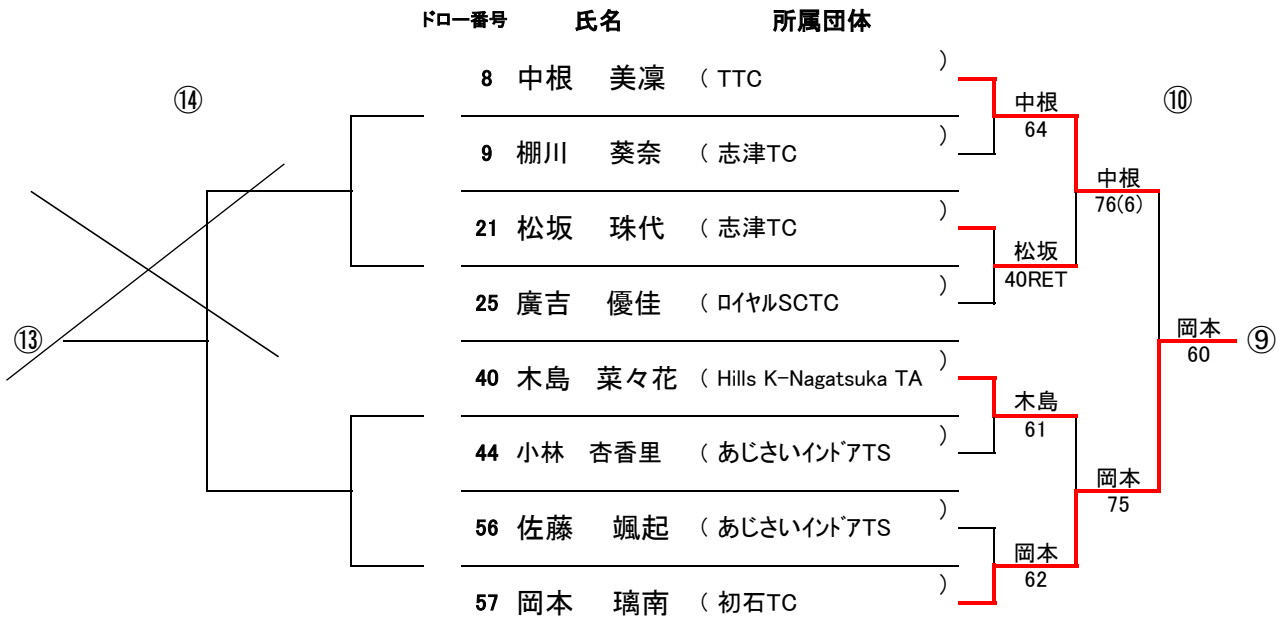 ドロー番号 氏名 所属団体
8 中根 美凜 ( TTC )
⑭
中根
64
⑩
9 棚川 葵奈 ( 志津TC )
中根
76(6)
21 松坂 珠代 ( 志津TC )
松坂
40RET
25 廣吉 優佳 ( ロイヤルSCTC )
⑬
岡本
60
⑨
40 木島 菜々花 ( Hills K-Nagatsuka TA )
木島
61
44 小林 杏香里 ( あじさいインドアTS )
岡本
75
56 佐藤 颯起 ( あじさいインドアTS )
岡本
62
57 岡本 璃南 ( 初石TC )